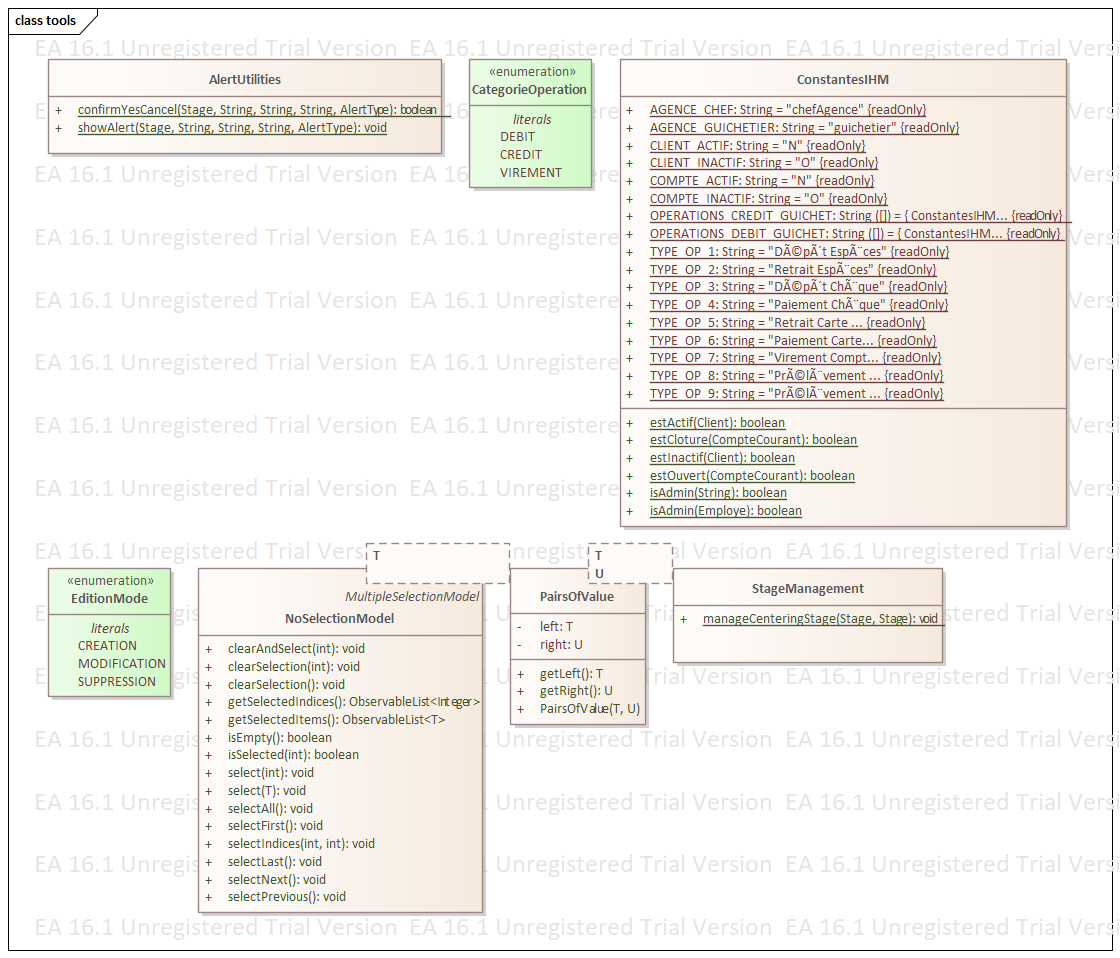 class tools
EA 16.1 Unregistered Trial Version EA 16.1 Unregistered Trial Version EA 16.1 Unregistered Trial Versi
AlertUtilities
+ confirmYesCancel(Stage, String, String, String, AlertType): boolean
+ showAlert(Stage, String, String, String, AlertType): void
«enumeration»
CategorieOperation
literals
DEBIT
CREDIT
VIREMENT
ConstantesIHM
+ AGENCE_CHEF: String = "chefAgence" {readOnly}
+ AGENCE_GUICHETIER: String = "guichetier" {readOnly}
+ CLIENT_ACTIF: String = "N" {readOnly}
+ CLIENT_INACTIF: String = "O" {readOnly}
+ COMPTE_ACTIF: String = "N" {readOnly}
+ COMPTE_INACTIF: String = "O" {readOnly}
+ OPERATIONS_CREDIT_GUICHET: String ([]) = { ConstantesIHM... {readOnly}
+ OPERATIONS_DEBIT_GUICHET: String ([]) = { ConstantesIHM... {readOnly}
+ TYPE_OP_1: String = "DÃ©pÃ´t EspÃ¨ces" {readOnly}
+ TYPE_OP_2: String = "Retrait EspÃ¨ces" {readOnly}
+ TYPE_OP_3: String = "DÃ©pÃ´t ChÃ¨que" {readOnly}
+ TYPE_OP_4: String = "Paiement ChÃ¨que" {readOnly}
+ TYPE_OP_5: String = "Retrait Carte ... {readOnly}
+ TYPE_OP_6: String = "Paiement Carte... {readOnly}
+ TYPE_OP_7: String = "Virement Compt... {readOnly}
+ TYPE_OP_8: String = "PrÃ©lÃ¨vement ... {readOnly}
+ TYPE_OP_9: String = "PrÃ©lÃ¨vement ... {readOnly}
+ estActif(Client): boolean
+ estCloture(CompteCourant): boolean
+ estInactif(Client): boolean
+ estOuvert(CompteCourant): boolean
+ isAdmin(String): boolean
+ isAdmin(Employe): boolean
«enumeration»
EditionMode
literals
CREATION
MODIFICATION
SUPPRESSION
T
MultipleSelectionModel
NoSelectionModel
+ clearAndSelect(int): void
+ clearSelection(int): void
+ clearSelection(): void
+ getSelectedIndices(): ObservableList<Integer>
+ getSelectedItems(): ObservableList<T>
+ isEmpty(): boolean
+ isSelected(int): boolean
+ select(int): void
+ select(T): void
+ selectAll(): void
+ selectFirst(): void
+ selectIndices(int, int): void
+ selectLast(): void
+ selectNext(): void
+ selectPrevious(): void
T
U
PairsOfValue
- left: T
- right: U
+ getLeft(): T
+ getRight(): U
+ PairsOfValue(T, U)
StageManagement
+ manageCenteringStage(Stage, Stage): void